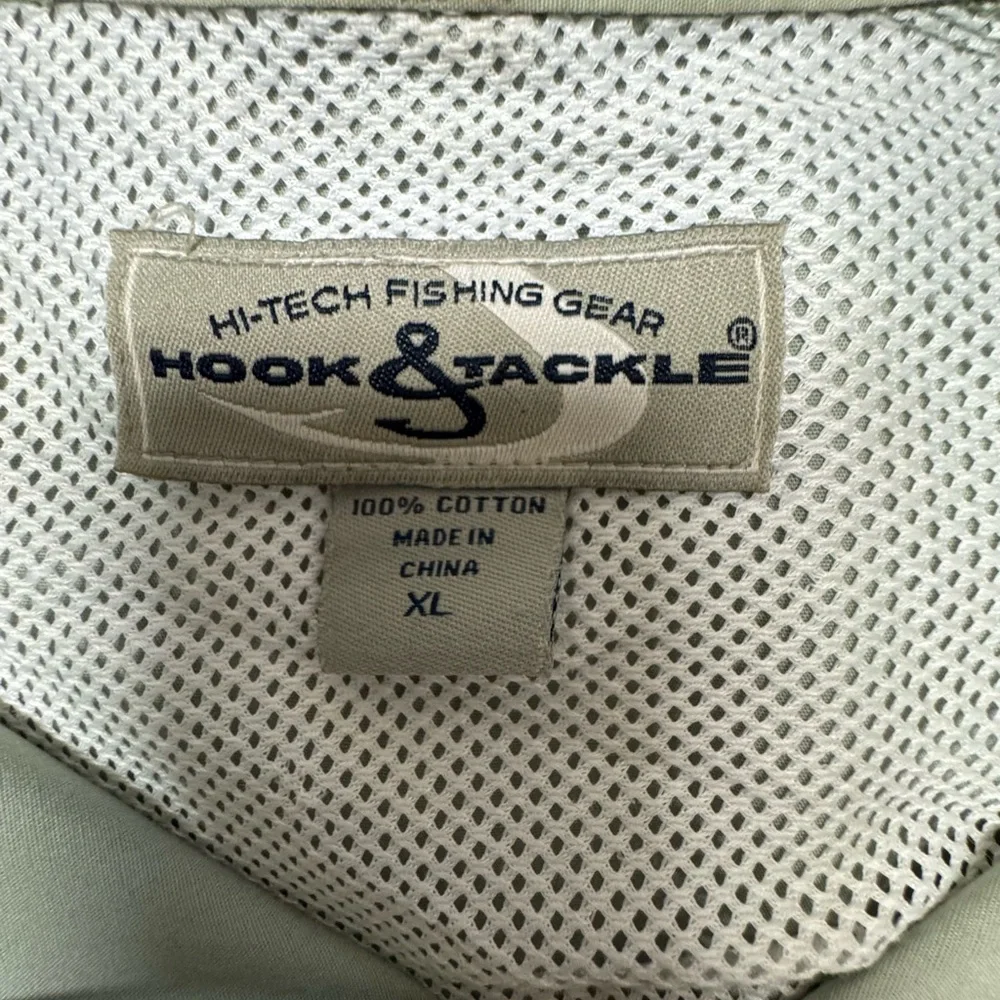 HI-TECH FISHING GEAR
HOOK & TACKLE®
100% COTTON
MADE IN
CHINA
XL